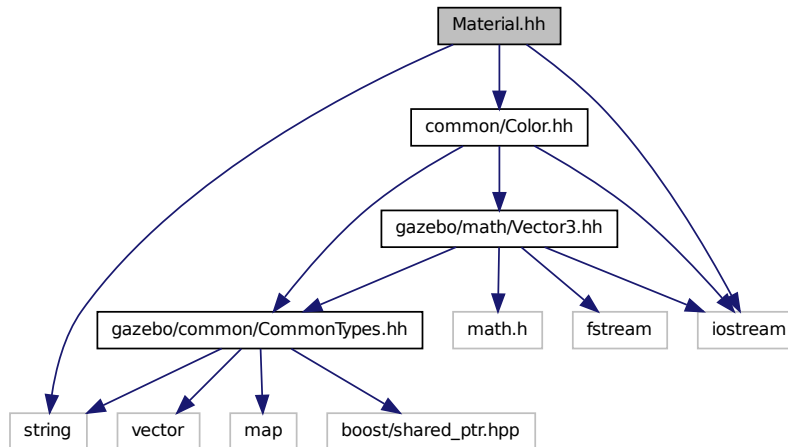 Material.hh
common/Color.hh
gazebo/math/Vector3.hh
gazebo/common/CommonTypes.hh
math.h
fstream
iostream
string
vector
map
boost/shared_ptr.hpp